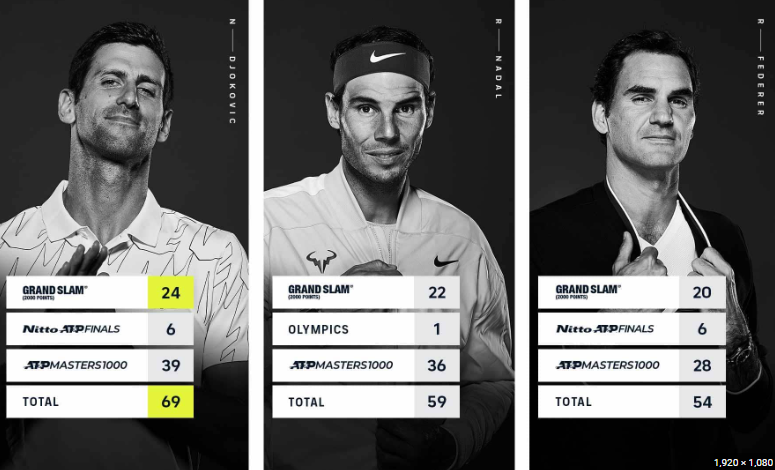 N — DJOKOVIC
GRAND SLAM®
(2000 POINTS)
24
Nitto ATP FINALS
6
ATP MASTERS 1000
39
TOTAL
69
R — NADAL
GRAND SLAM®
(2000 POINTS)
22
OLYMPICS
1
ATP MASTERS 1000
36
TOTAL
59
R — FEDERER
GRAND SLAM®
(2000 POINTS)
20
Nitto ATP FINALS
6
ATP MASTERS 1000
28
TOTAL
54
1,920 × 1,080